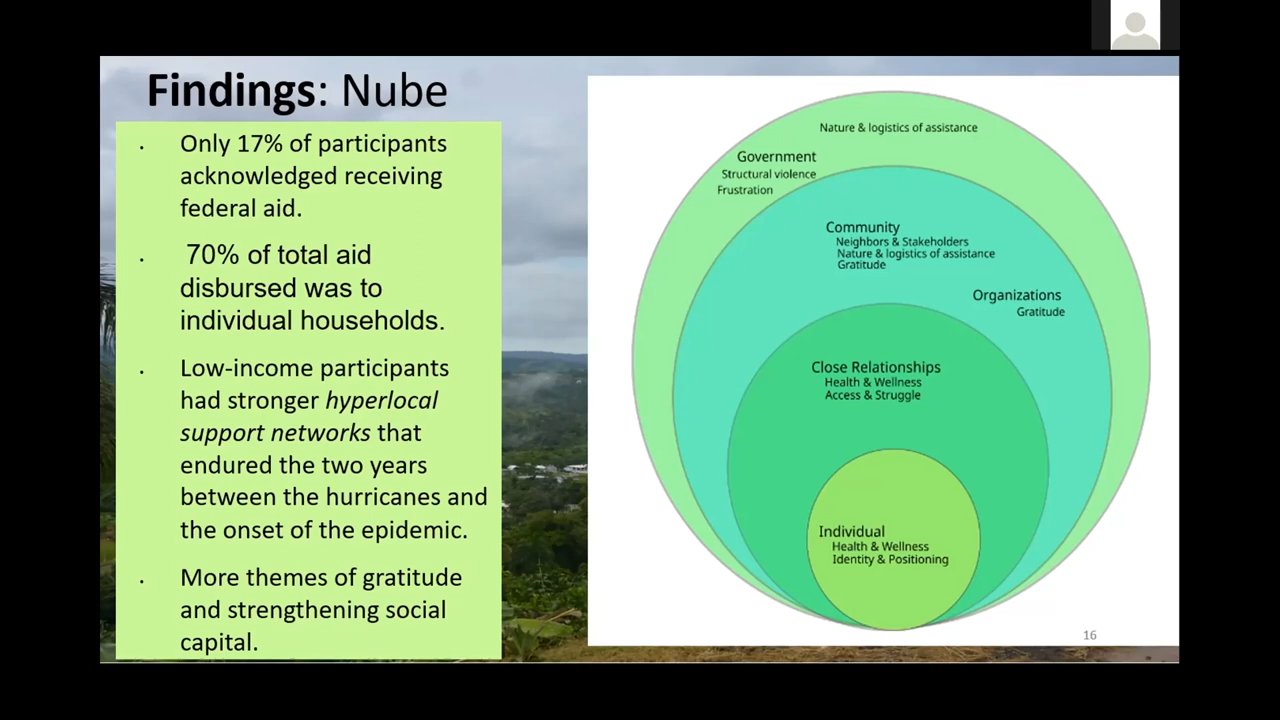 Findings: Nube
· Only 17% of participants
acknowledged receiving
federal aid.
· 70% of total aid
disbursed was to
individual households.
· Low-income participants
had stronger hyperlocal
support networks that
endured the two years
between the hurricanes and
the onset of the epidemic.
· More themes of gratitude
and strengthening social
capital.
Nature & logistics of assistance
Government
Structural violence
Frustration
Community
Neighbors & Stakeholders
Nature & logistics of assistance
Gratitude
Organizations
Gratitude
Close Relationships
Health & Wellness
Access & Struggle
Individual
Health & Wellness
Identity & Positioning
16